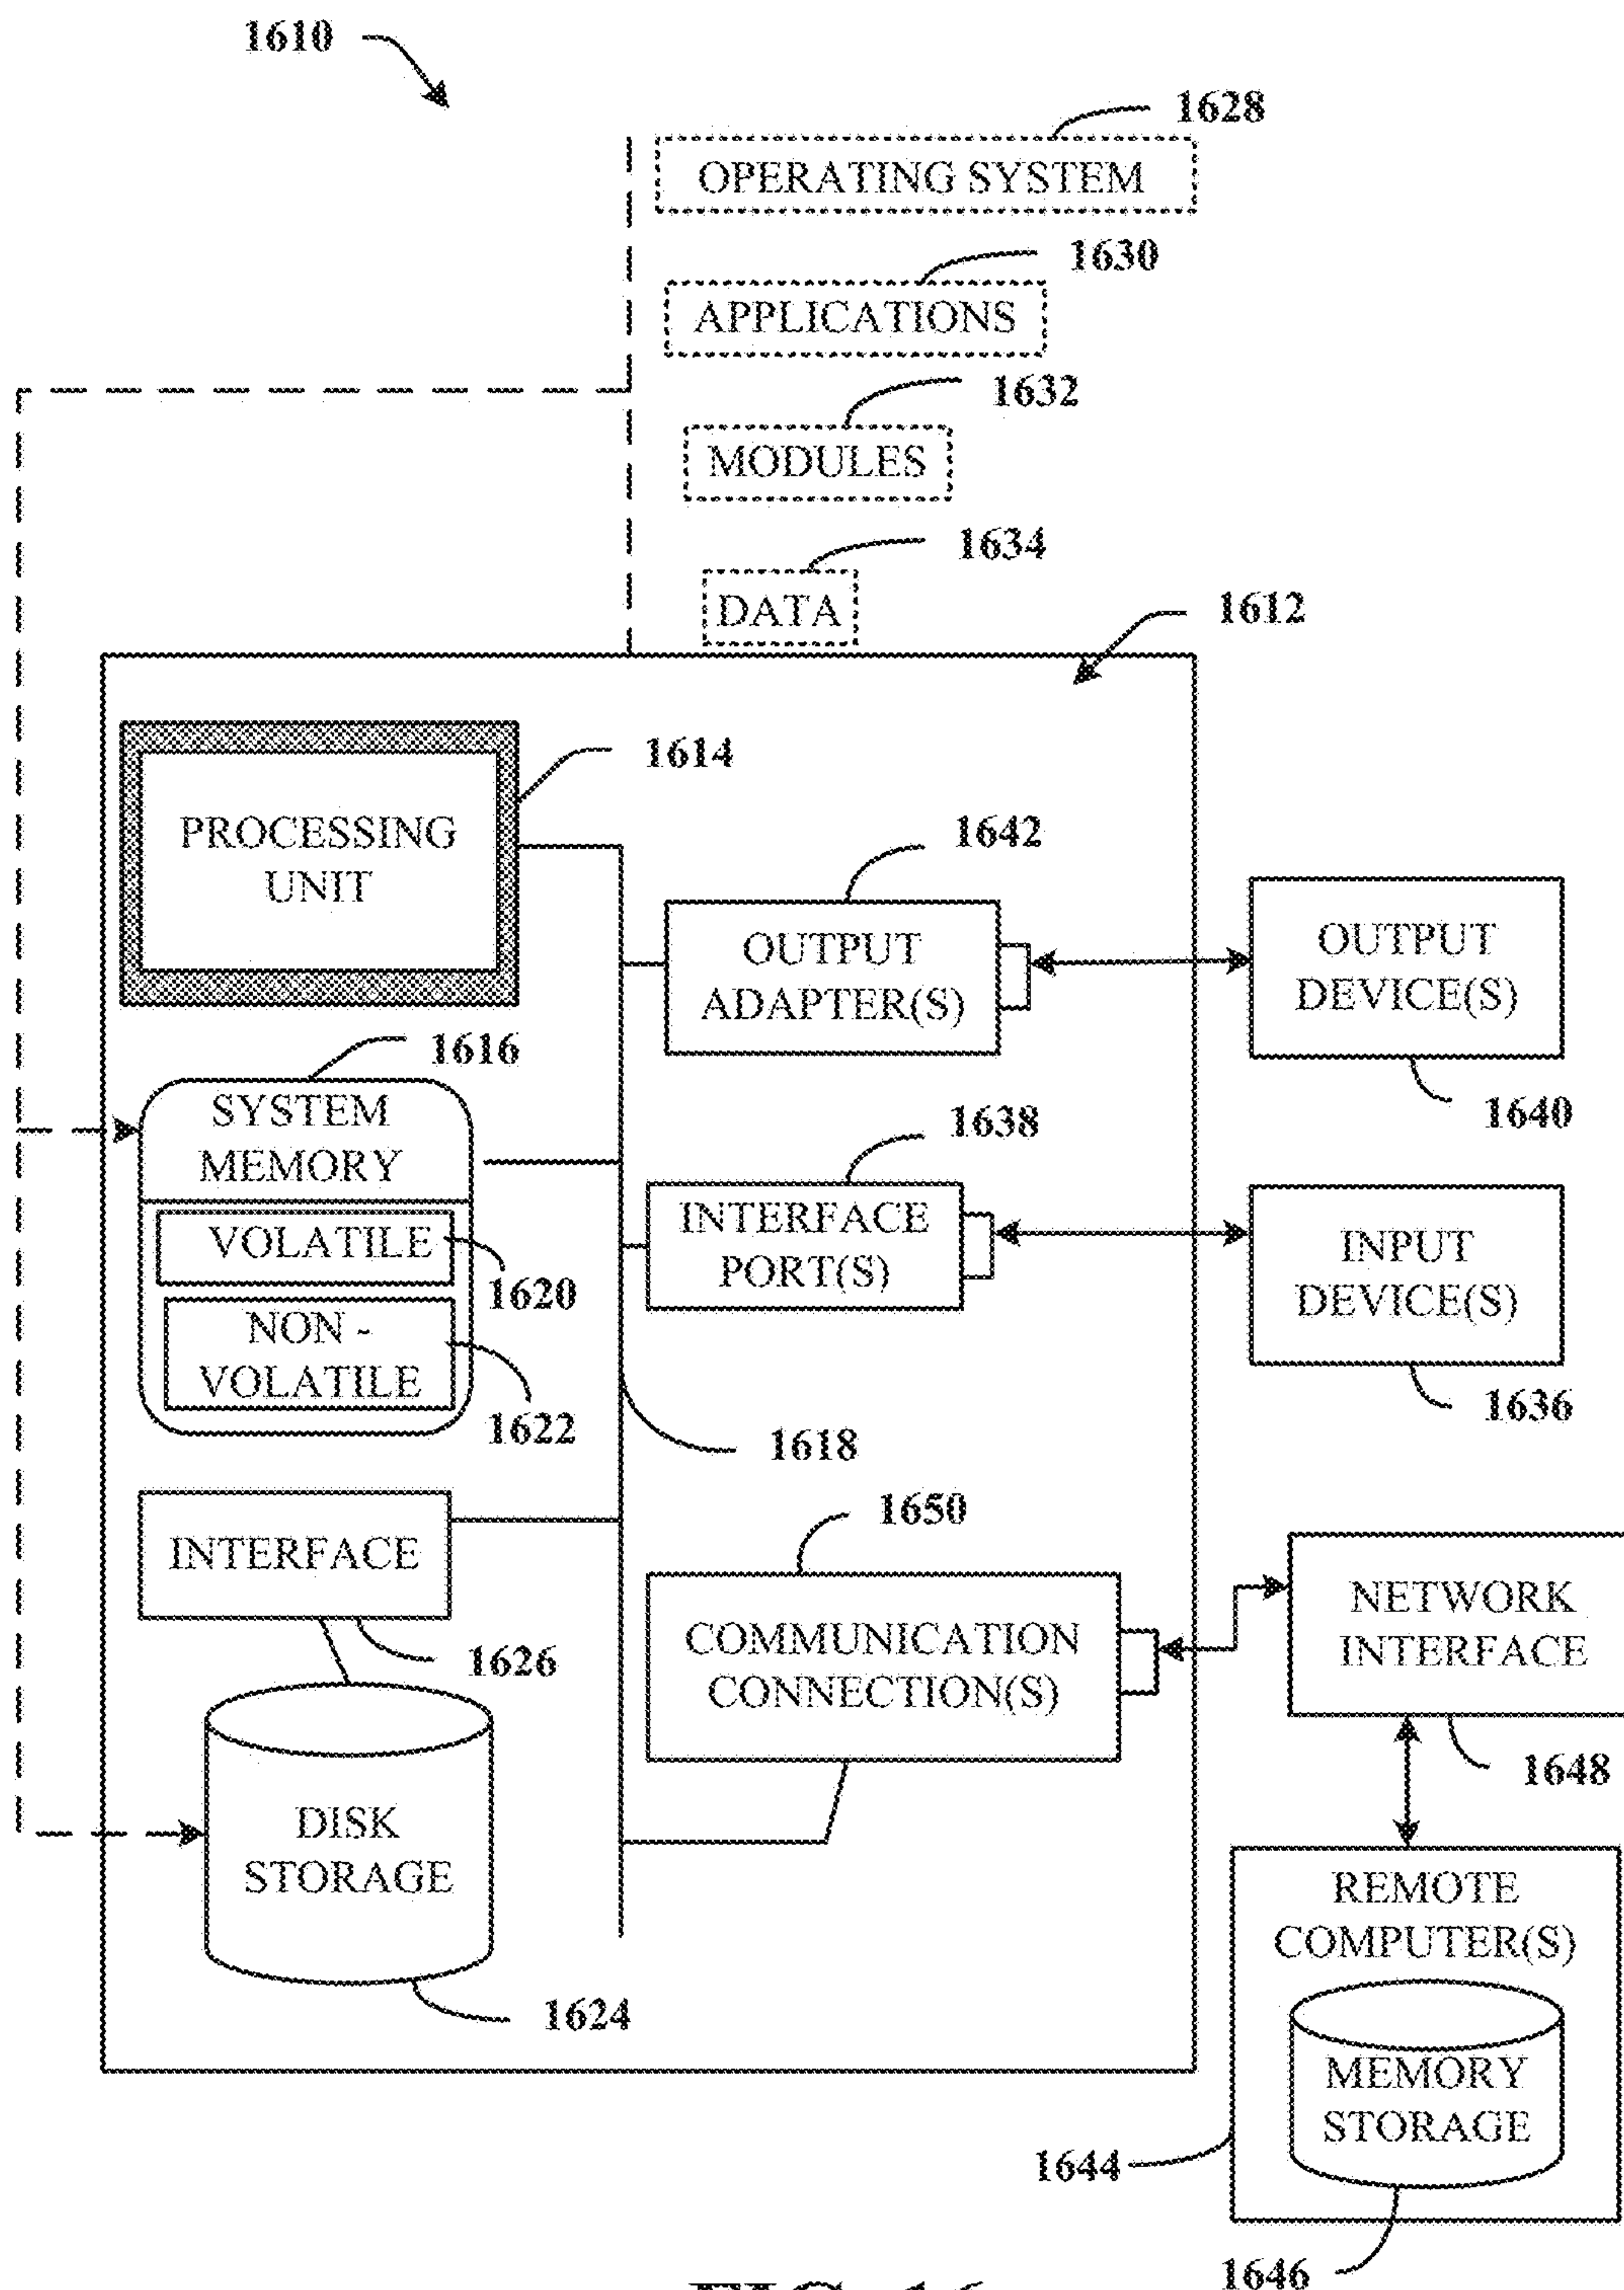 1610
1628
OPERATING SYSTEM
1630
APPLICATIONS
1632
MODULES
1634
DATA
1612
1614
PROCESSING
UNIT
1642
OUTPUT
ADAPTER(S)
OUTPUT
DEVICE(S)
1640
1616
SYSTEM
MEMORY
VOLATILE
1620
NON -
VOLATILE
1622
1638
INTERFACE
PORT(S)
INPUT
DEVICE(S)
1636
1618
INTERFACE
1626
1650
COMMUNICATION
CONNECTION(S)
NETWORK
INTERFACE
1648
DISK
STORAGE
1624
REMOTE
COMPUTER(S)
MEMORY
STORAGE
1644
1646